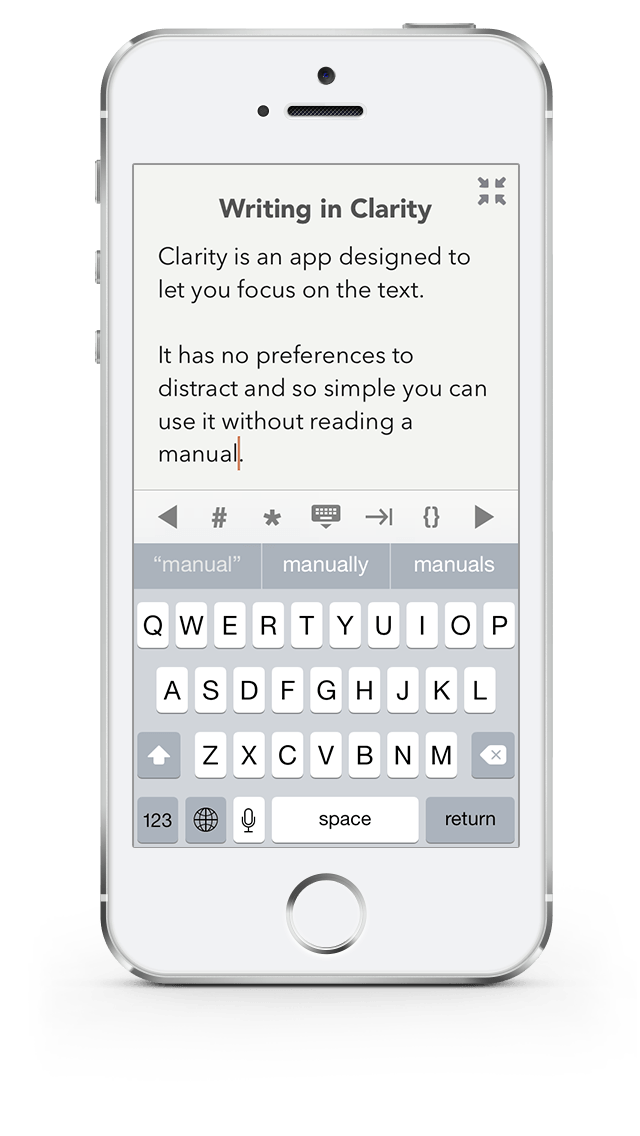 Writing in Clarity
Clarity is an app designed to
let you focus on the text.
It has no preferences to
distract and so simple you can
use it without reading a
manual.
# * {}
“manual” manually manuals
Q W E R T Y U I O P
A S D F G H J K L
Z X C V B N M
123 space return